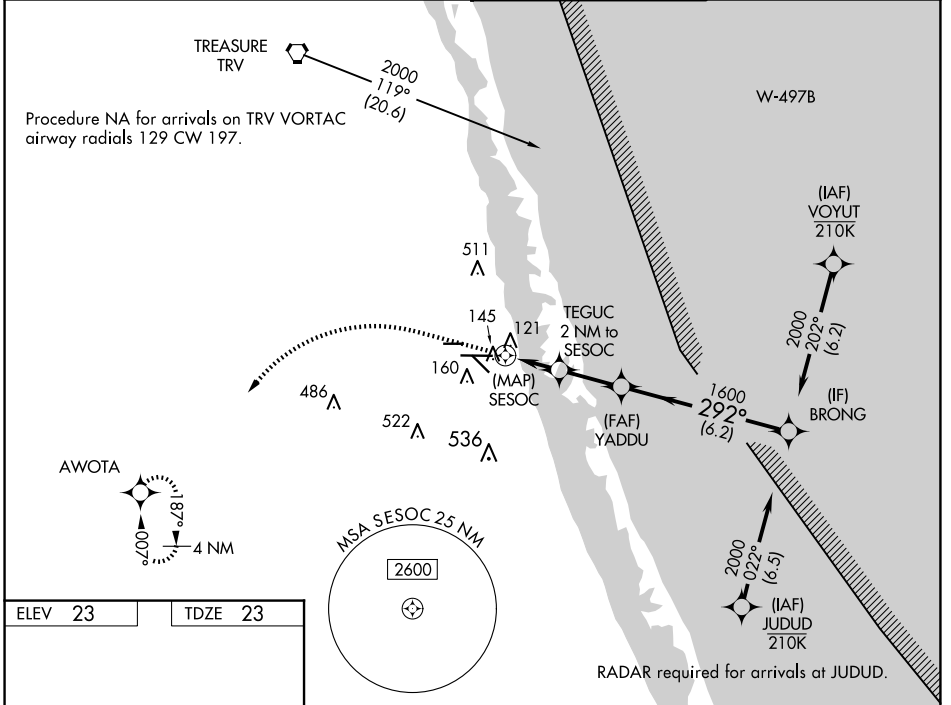 TREASURE
TRV
2000
119°
(20.6)
W-497B
Procedure NA for arrivals on TRV VORTAC
airway radials 129 CW 197.
(IAF)
VOYUT
210K
2000
202°
(6.2)
511
145
121
TEGUC
2 NM to
SESOC
160
(MAP)
SESOC
486
522
536
(FAF)
YADDU
1600
292°
(6.2)
(IF)
BRONG
AWOTA
187°
007°
4 NM
MSA SESOC 25 NM
2600
2000
022°
(6.5)
(IAF)
JUDUD
210K
ELEV 23
TDZE 23
RADAR required for arrivals at JUDUD.